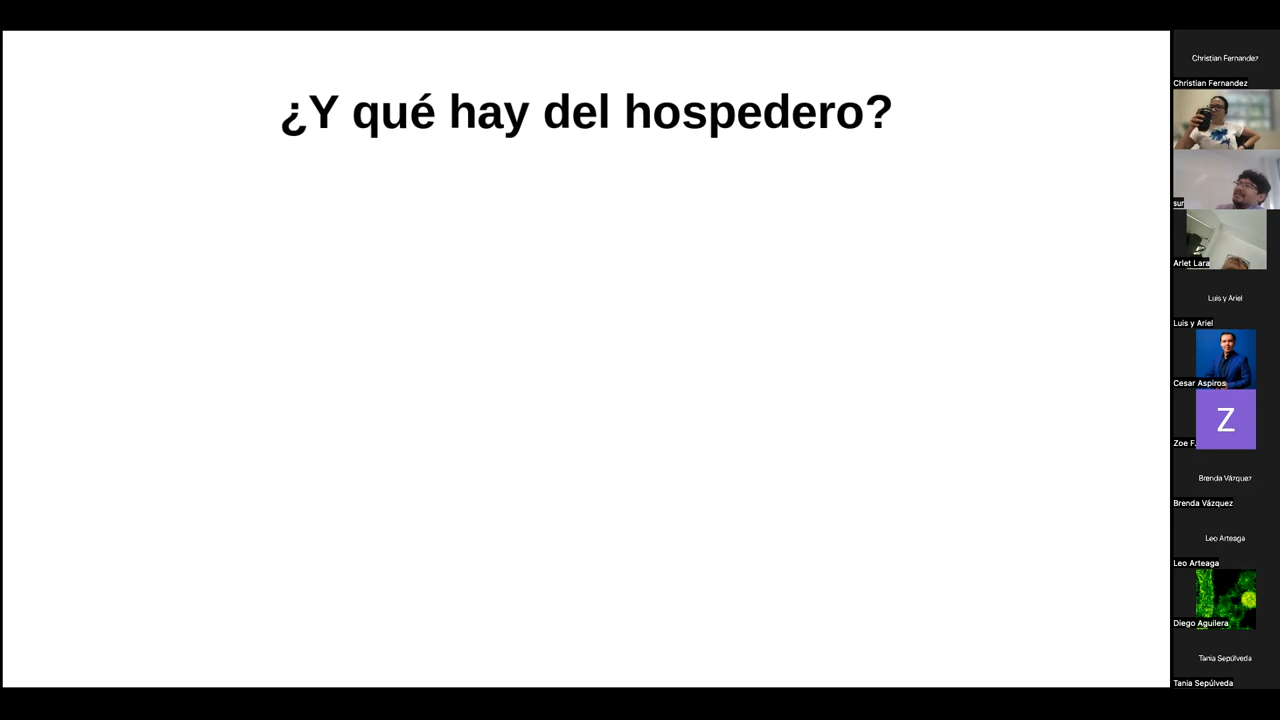 ¿Y qué hay del hospedero?
Christian Fernandez
Christian Fernandez
sur
Arlet Lara
Luis y Ariel
Luis y Ariel
Cesar Aspiros
Z
Zoe F.
Brenda Vázquez
Brenda Vázquez
Leo Arteaga
Leo Arteaga
Diego Aguilera
Tania Sepúlveda
Tania Sepúlveda